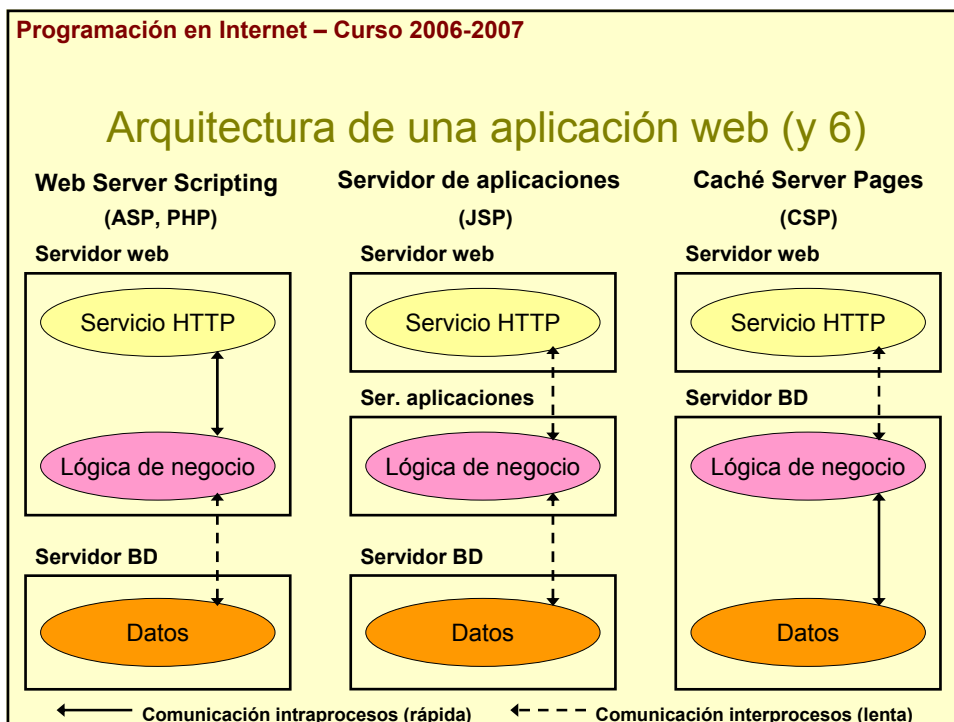 Programación en Internet – Curso 2006-2007
Arquitectura de una aplicación web (y 6)
Web Server Scripting
(ASP, PHP)
Servidor web
Servicio HTTP
Lógica de negocio
Servidor BD
Datos
Servidor de aplicaciones
(JSP)
Servidor web
Servicio HTTP
Ser. aplicaciones
Lógica de negocio
Servidor BD
Datos
Caché Server Pages
(CSP)
Servidor web
Servicio HTTP
Servidor BD
Lógica de negocio
Datos
Comunicación intraprocesos (rápida)
Comunicación interprocesos (lenta)